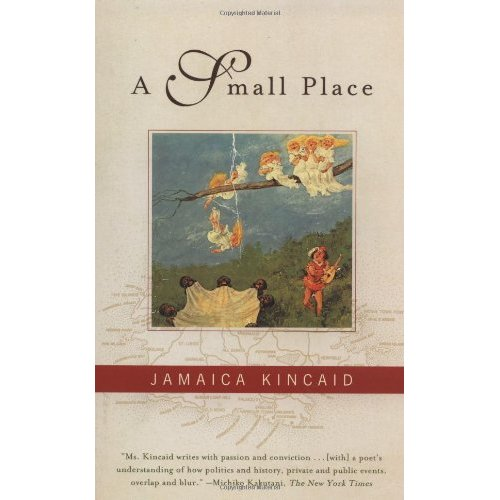 A Small Place
JAMAICA KINCAID
"Ms. Kincaid writes with passion and conviction . . . [with] a poet's
understanding of how politics and history, private and public events,
overlap and blur." —Michiko Kakutani, The New York Times